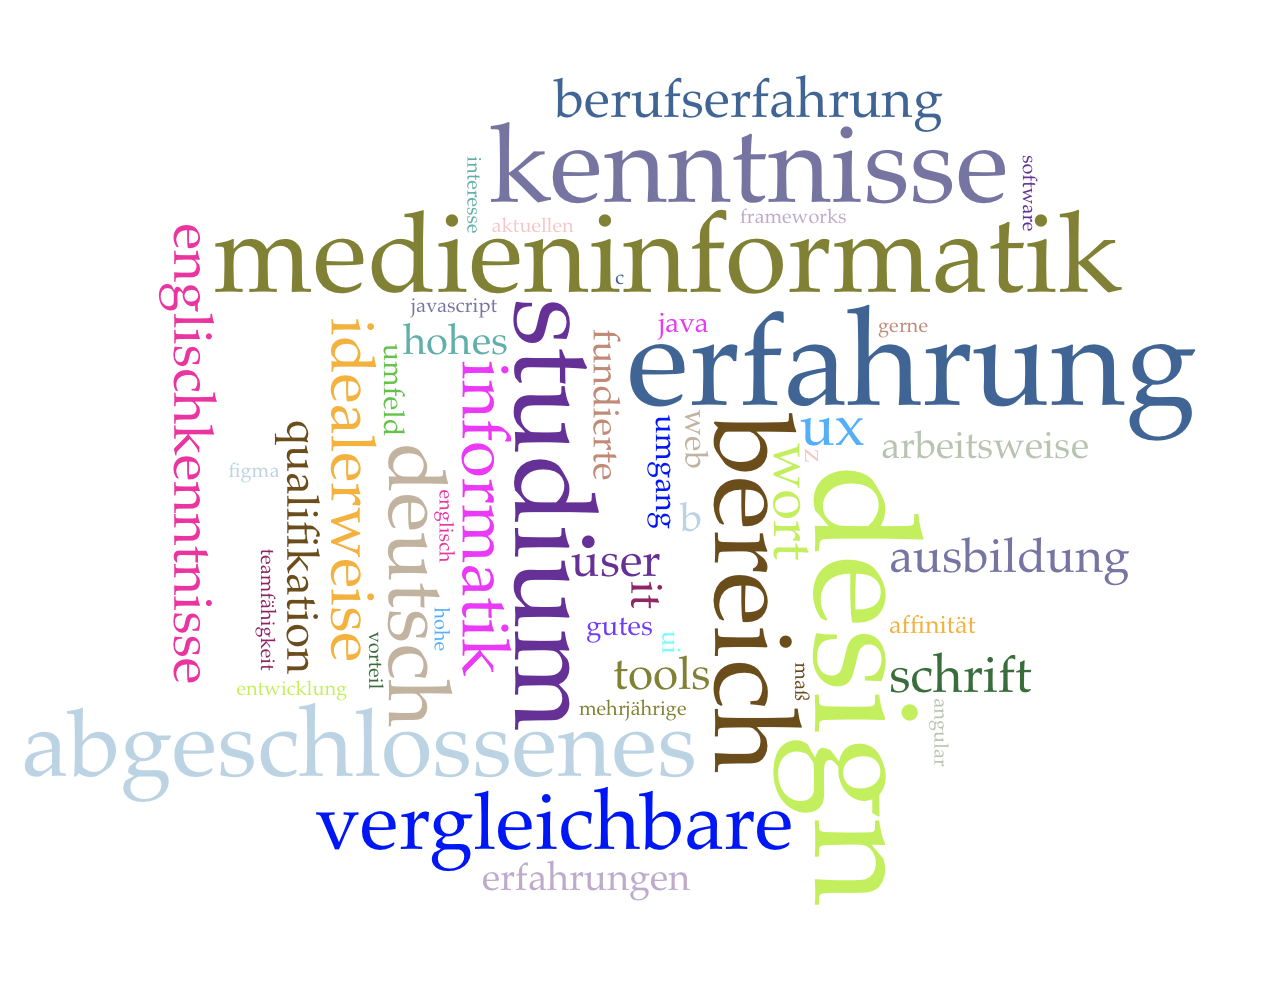 berufserfahrung
kenntnisse
interesse
software
aktuellen
frameworks
medieninformatik
c
englischkenntnisse
javascript
studium
java
gerne
erfahrung
idealerweise
umfeld
hohes
fundierte
informatik
web
umgang
bereich
ux
z
wort
arbeitsweise
figma
qualifikation
deutsch
englisch
b
design
user
ausbildung
teamfähigkeit
it
hohe
gutes
ui
affinität
vorteil
tools
maß
schrift
entwicklung
mehrjährige
angular
abgeschlossenes
vergleichbare
erfahrungen